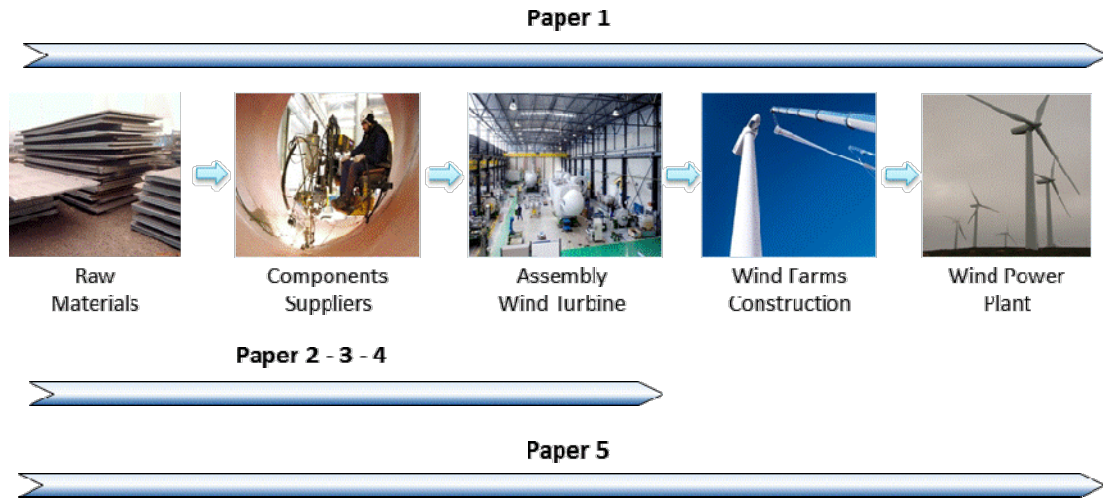 Paper 1
Raw
Materials
Components
Suppliers
Assembly
Wind Turbine
Wind Farms
Construction
Wind Power
Plant
Paper 2 - 3 - 4
Paper 5